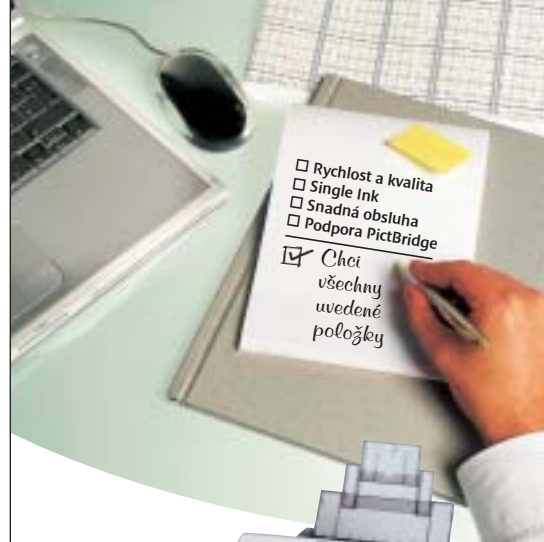 ☐ Rychlost a kvalita
☐ Single Ink
☐ Snadná obsluha
☐ Podpora PictBridge
☑ Chci
všechny
uvedené
položky